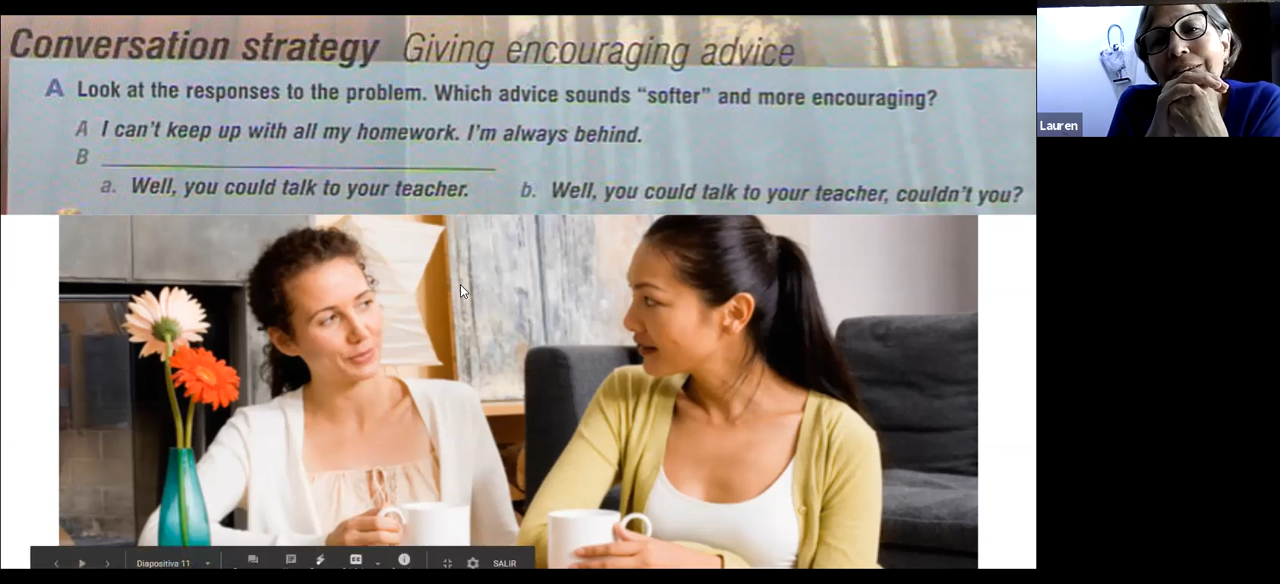 Conversation strategy Giving encouraging advice
A Look at the responses to the problem. Which advice sounds “softer” and more encouraging?
A I can't keep up with all my homework. I'm always behind.
B
a. Well, you could talk to your teacher. b. Well, you could talk to your teacher, couldn't you?
Lauren
Diapositiva 11 CC SALIR